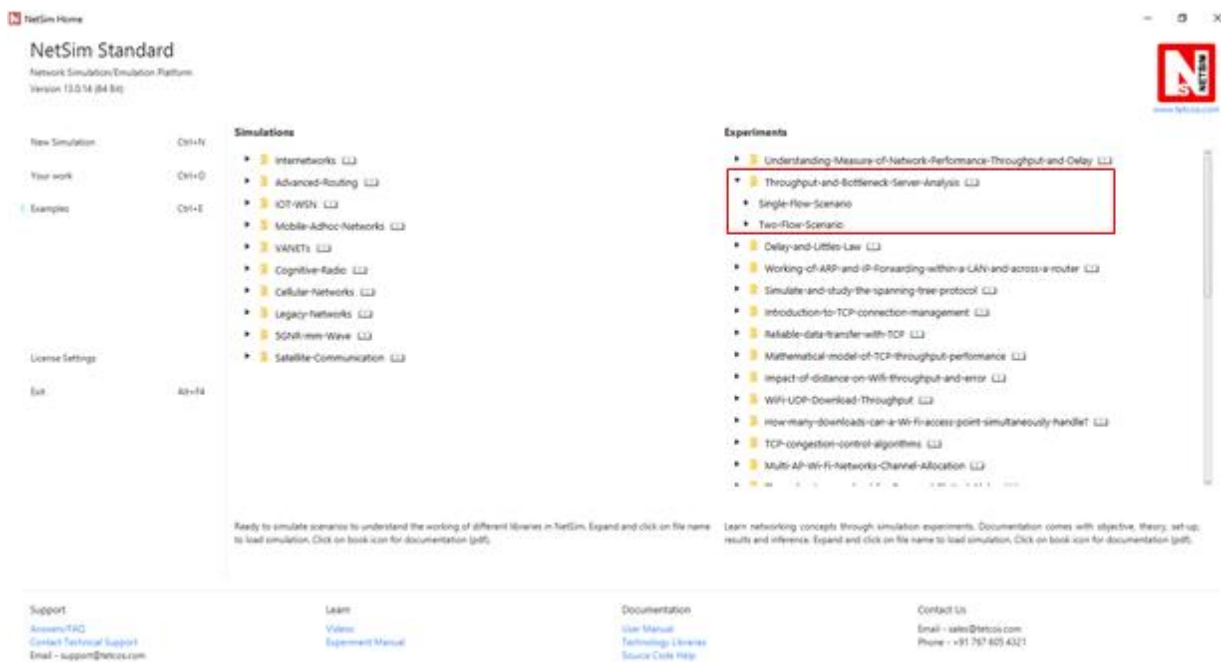 NetSim Home
NetSim Standard
Network Simulation/Emulation Platform
Version 13.0.14 (64 Bit)
NETSIM
www.tetcos.com
New Simulation Ctrl+N
Your work Ctrl+O
Examples Ctrl+E
License Settings
Exit Alt+F4
Simulations
Internetworks
Advanced-Routing
IOT-WSN
Mobile-Adhoc-Networks
VANETs
Cognitive-Radio
Cellular-Networks
Legacy-Networks
5GNR-mm-Wave
Satellite-Communication
Ready to simulate scenarios to understand the working of different libraries in NetSim. Expand and click on file name
to load simulation. Click on book icon for documentation (pdf).
Experiments
Understanding-Measure-of-Network-Performance-Throughput-and-Delay
Throughput-and-Bottleneck-Server-Analysis
Single-Flow-Scenario
Two-Flow-Scenario
Delay-and-Littles-Law
Working-of-ARP-and-IP-Forwarding-within-a-LAN-and-across-a-router
Simulate-and-study-the-spanning-tree-protocol
Introduction-to-TCP-connection-management
Reliable-data-transfer-with-TCP
Mathematical-model-of-TCP-throughput-performance
Impact-of-distance-on-Wifi-throughput-and-error
WiFi-UDP-Download-Throughput
How-many-downloads-can-a-Wi-Fi-access-point-simultaneously-handle?
TCP-congestion-control-algorithms
Multi-AP-Wi-Fi-Networks-Channel-Allocation
Learn networking concepts through simulation experiments. Documentation comes with objective, theory, set-up,
results and inference. Expand and click on file name to load simulation. Click on book icon for documentation (pdf).
Support
Answers/FAQ
Contact Technical Support
Email - support@tetcos.com
Learn
Videos
Experiment Manual
Documentation
User Manual
Technology Libraries
Source Code Help
Contact Us
Email - sales@tetcos.com
Phone - +91 767 605 4321